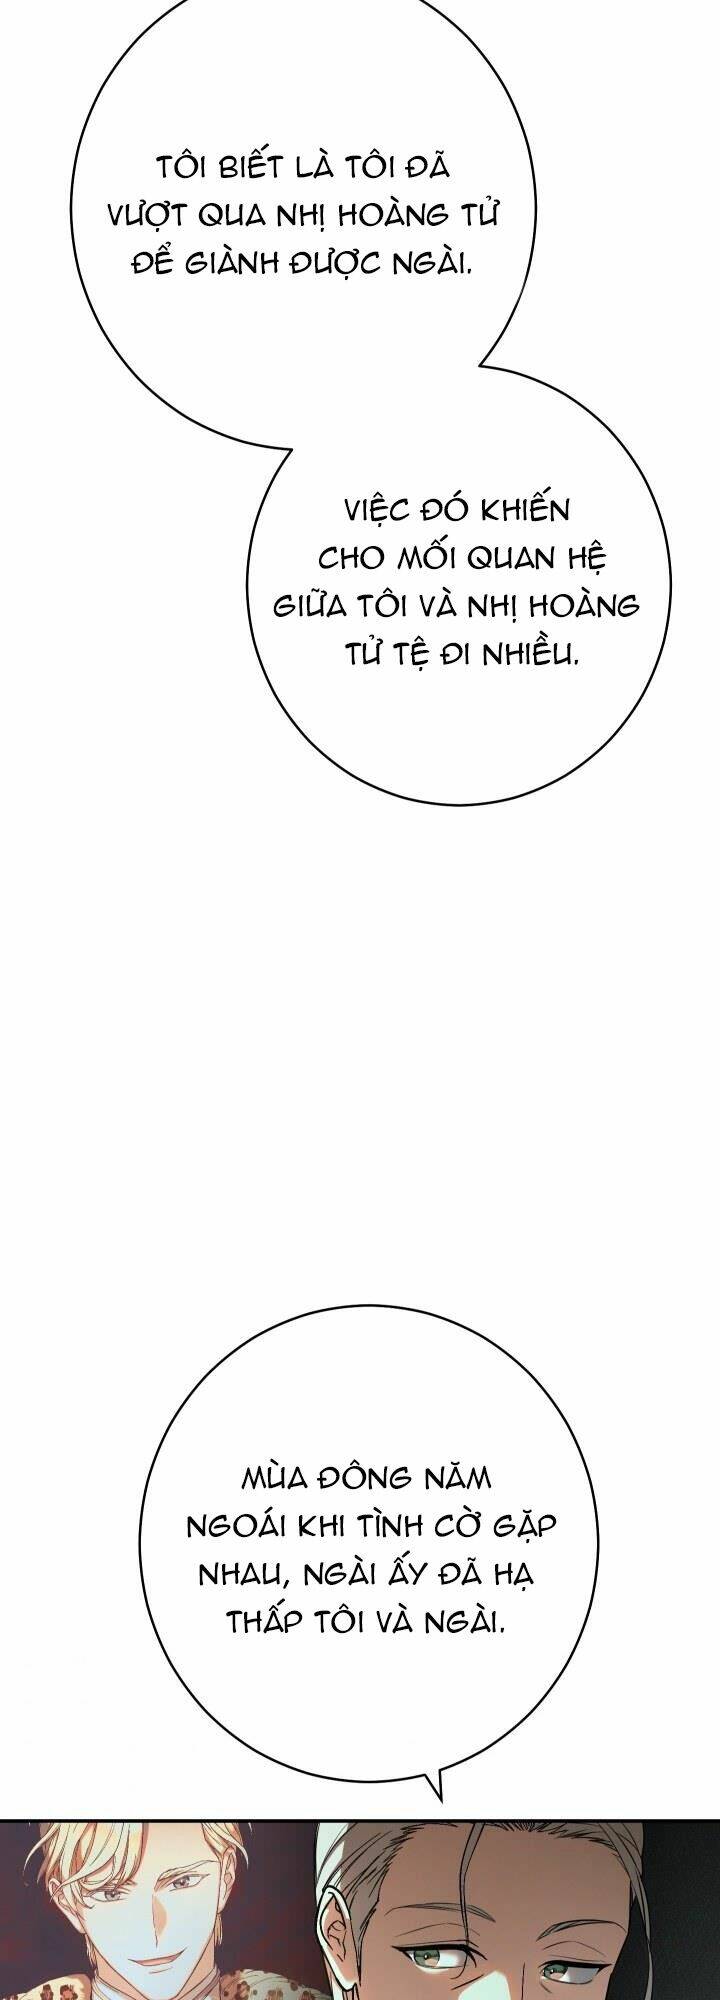 TÔI BIẾT LÀ TÔI ĐÃ
VƯỢT QUA NHỊ HOÀNG TỬ
ĐỂ GIÀNH ĐƯỢC NGÀI.
VIỆC ĐÓ KHIẾN
CHO MỐI QUAN HỆ
GIỮA TÔI VÀ NHỊ HOÀNG
TỬ TỆ ĐI NHIỀU.
MÙA ĐÔNG NĂM
NGOÁI KHI TÌNH CỜ GẶP
NHAU, NGÀI ẤY ĐÃ HẠ
THẤP TÔI VÀ NGÀI.